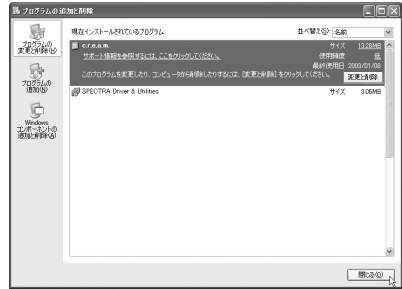 プログラムの追加と削除
プログラムの
変更と削除(H)
プログラムの
追加(N)
Windows
コンポーネントの
追加と削除(A)
現在インストールされているプログラム:
並べ替え(S): 名前
c.r.e.a.m.
サイズ 13.28MB
サポート情報を参照するには、ここをクリックしてください。
使用頻度 低
最終使用日 2003/01/08
このプログラムを変更したり、コンピュータから削除したりするには、[変更と削除] をクリックしてください。
変更と削除
SPECTRA Driver & Utilities
サイズ 3.05MB
閉じる(O)